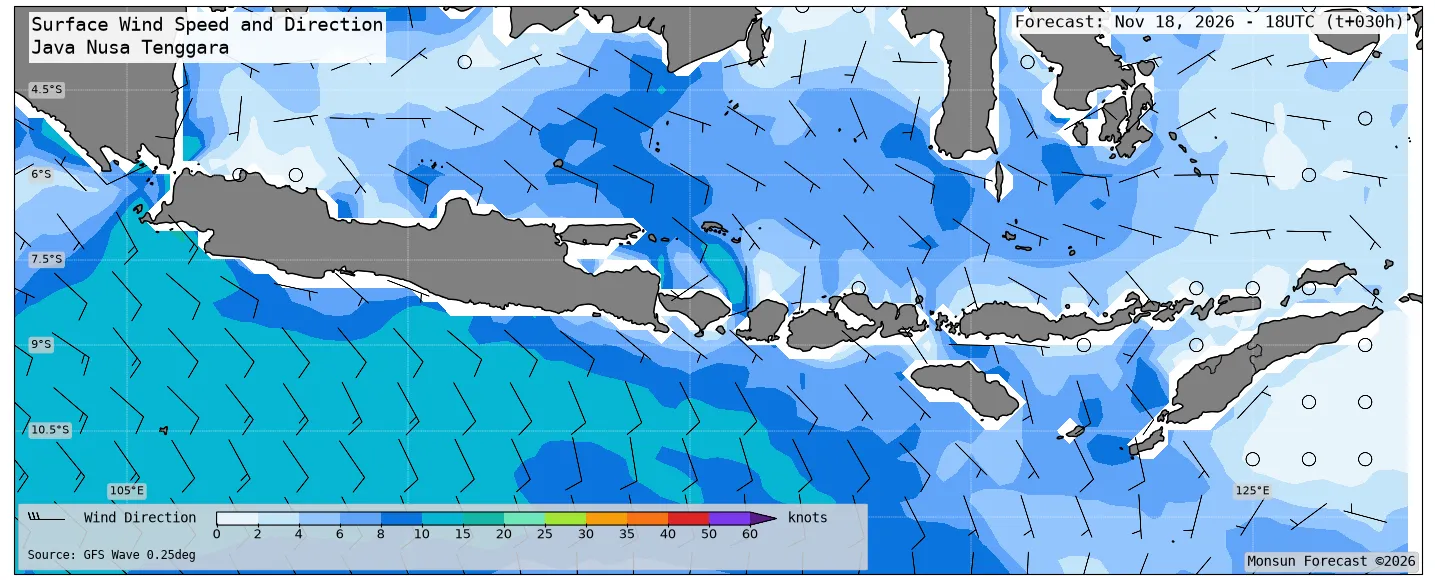 Surface Wind Speed and Direction
Java Nusa Tenggara
Forecast: Nov 18, 2026 - 18UTC (t+030h)
4.5°S
6°S
7.5°S
9°S
10.5°S
105°E
125°E
Wind Direction
0 2 4 6 8 10 15 20 25 30 35 40 50 60
knots
Source: GFS Wave 0.25deg
Monsun Forecast ©2026